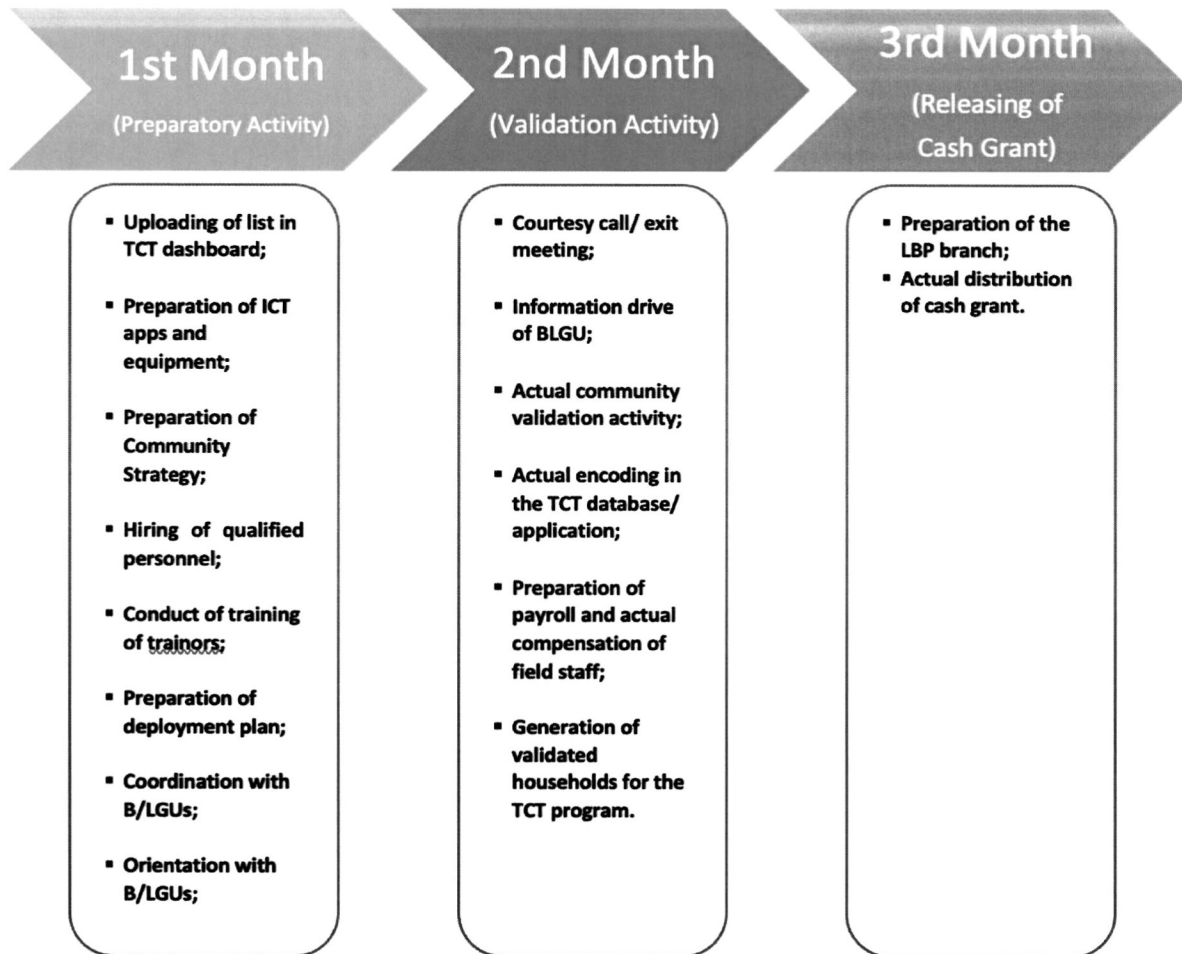 1st Month
(Preparatory Activity)
2nd Month
(Validation Activity)
3rd Month
(Releasing of
Cash Grant)
▪ Uploading of list in
TCT dashboard;
▪ Preparation of ICT
apps and
equipment;
▪ Preparation of
Community
Strategy;
▪ Hiring of qualified
personnel;
▪ Conduct of training
of trainors;
▪ Preparation of
deployment plan;
▪ Coordination with
B/LGUs;
▪ Orientation with
B/LGUs;
▪ Courtesy call/ exit
meeting;
▪ Information drive
of BLGU;
▪ Actual community
validation activity;
▪ Actual encoding in
the TCT database/
application;
▪ Preparation of
payroll and actual
compensation of
field staff;
▪ Generation of
validated
households for the
TCT program.
▪ Preparation of the
LBP branch;
▪ Actual distribution
of cash grant.